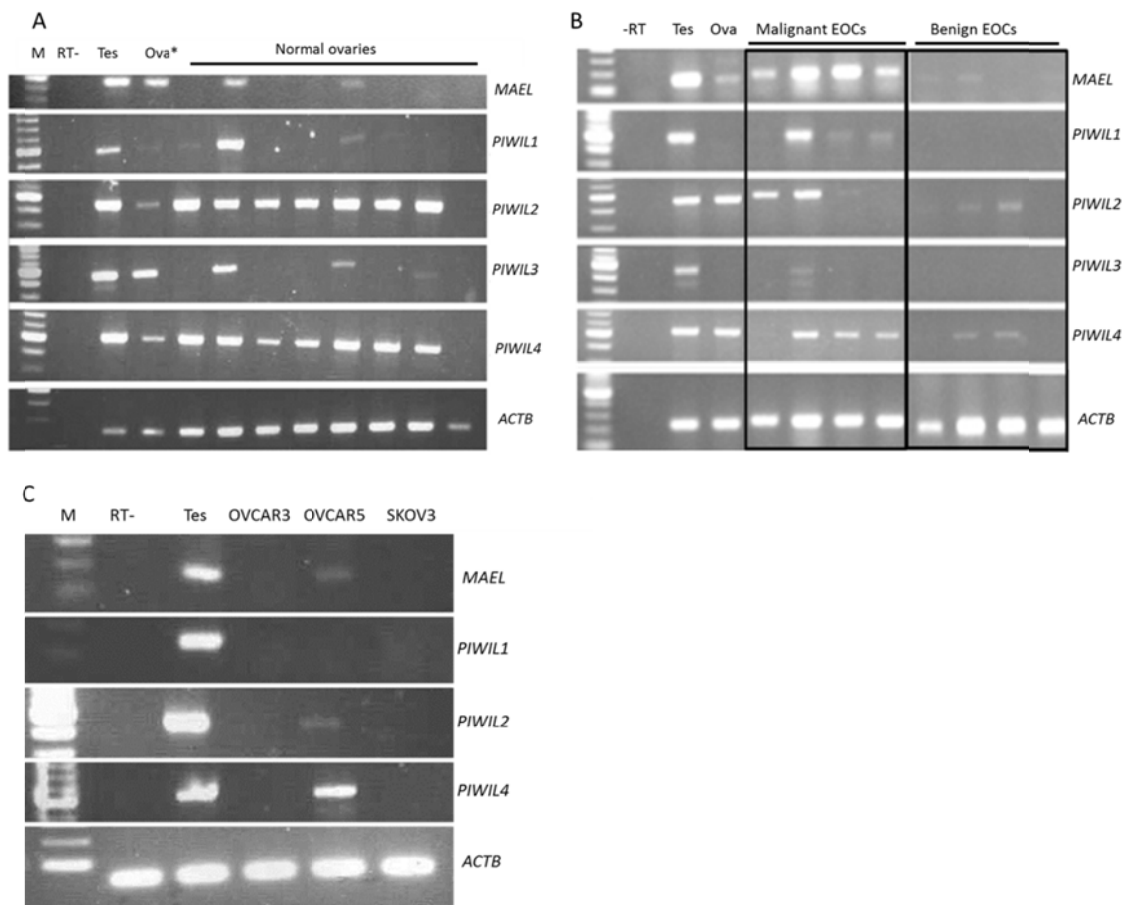 A
Normal ovaries
M RT- Tes Ova*
MAEL
PIWIL1
PIWIL2
PIWIL3
PIWIL4
ACTB
B
-RT Tes Ova Malignant EOCs Benign EOCs
MAEL
PIWIL1
PIWIL2
PIWIL3
PIWIL4
ACTB
C
M RT- Tes OVCAR3 OVCAR5 SKOV3
MAEL
PIWIL1
PIWIL2
PIWIL4
ACTB